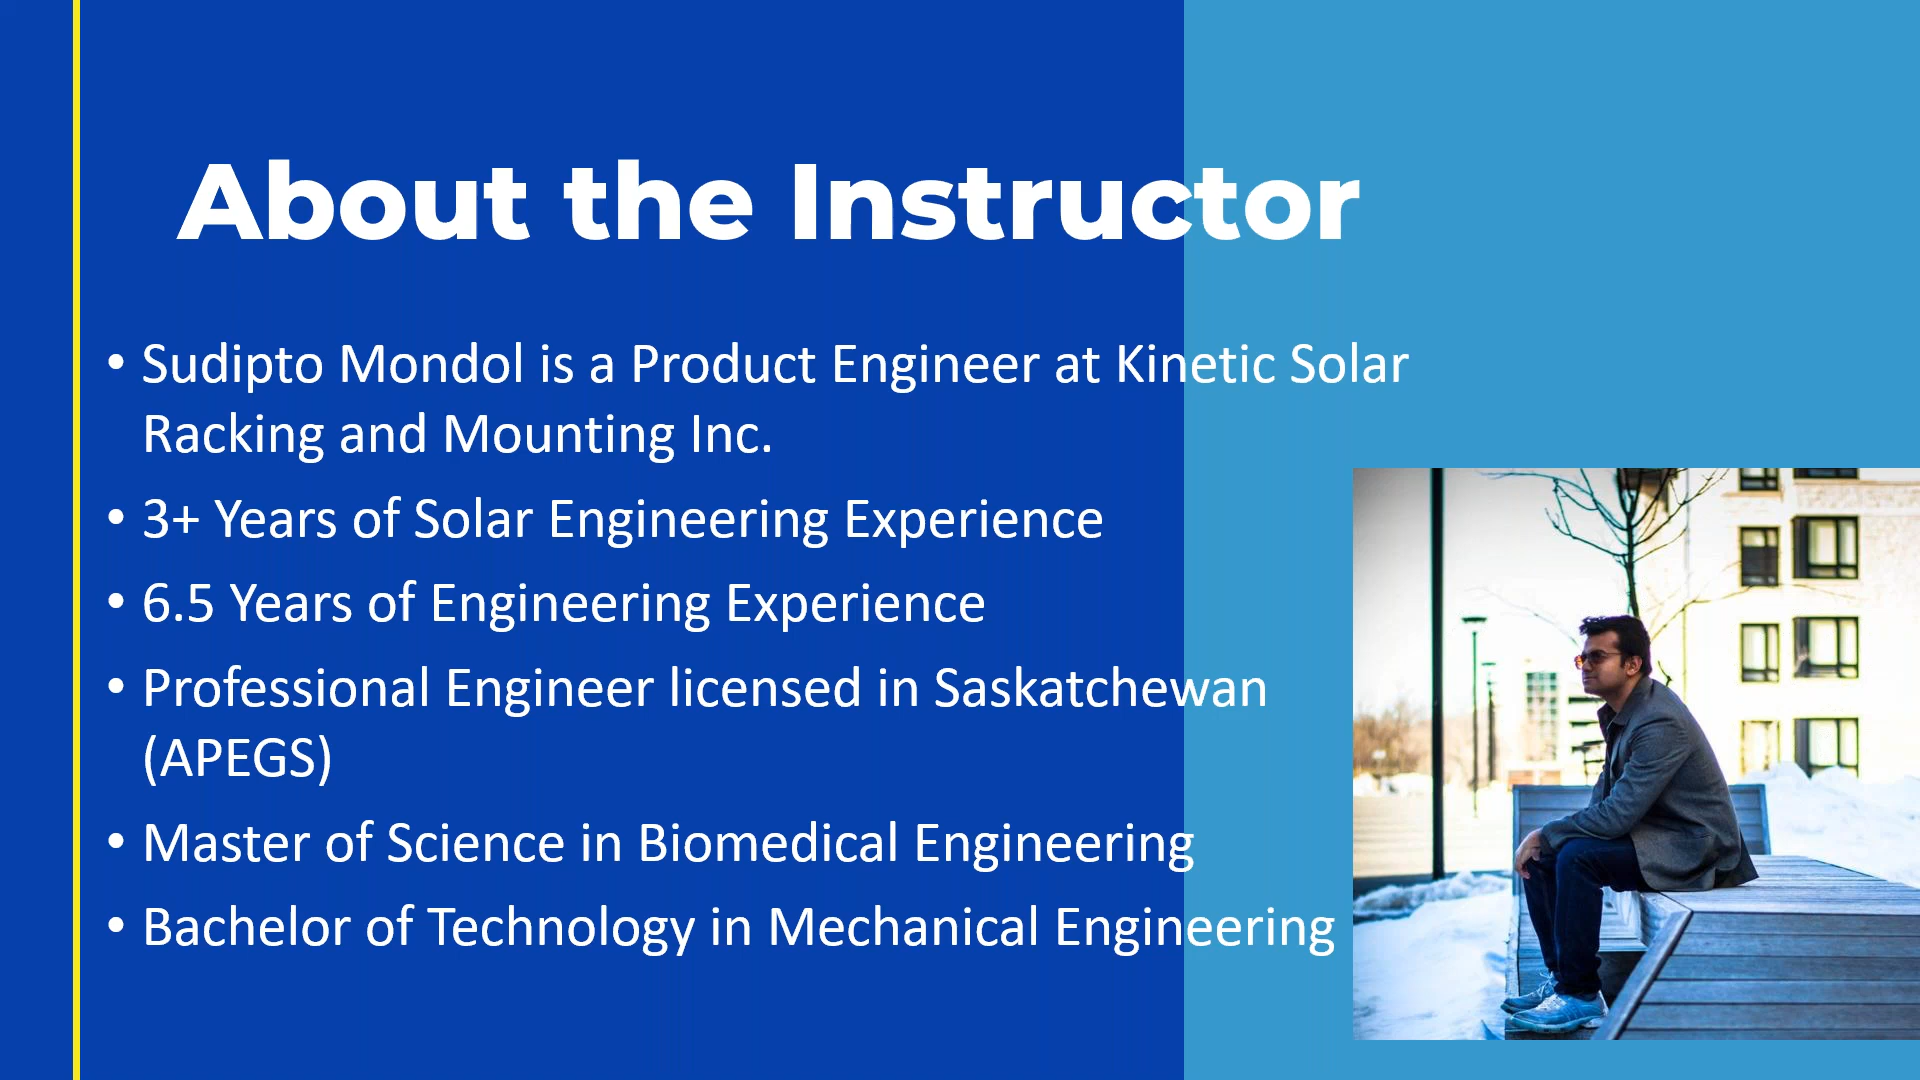 About the Instructor
• Sudipto Mondol is a Product Engineer at Kinetic Solar
Racking and Mounting Inc.
• 3+ Years of Solar Engineering Experience
• 6.5 Years of Engineering Experience
• Professional Engineer licensed in Saskatchewan
(APEGS)
• Master of Science in Biomedical Engineering
• Bachelor of Technology in Mechanical Engineering